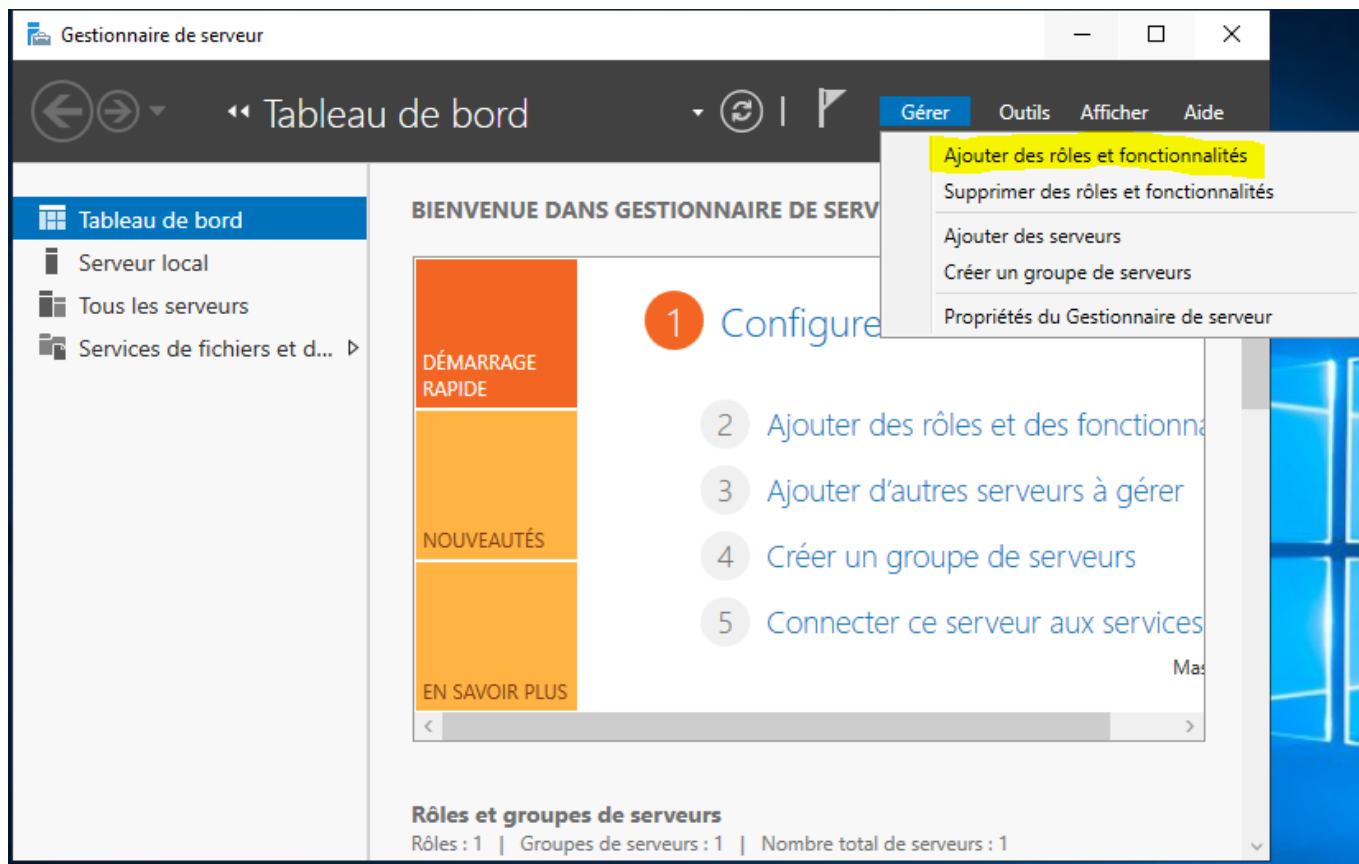 Gestionnaire de serveur
Tableau de bord
Gérer Outils Afficher Aide
Ajouter des rôles et fonctionnalités
Supprimer des rôles et fonctionnalités
Ajouter des serveurs
Créer un groupe de serveurs
Propriétés du Gestionnaire de serveur
Tableau de bord
Serveur local
Tous les serveurs
Services de fichiers et d...
BIENVENUE DANS GESTIONNAIRE DE SERV
DÉMARRAGE
RAPIDE
NOUVEAUTÉS
EN SAVOIR PLUS
1 Configure
2 Ajouter des rôles et des fonctionna
3 Ajouter d’autres serveurs à gérer
4 Créer un groupe de serveurs
5 Connecter ce serveur aux services
Mas
Rôles et groupes de serveurs
Rôles : 1 | Groupes de serveurs : 1 | Nombre total de serveurs : 1